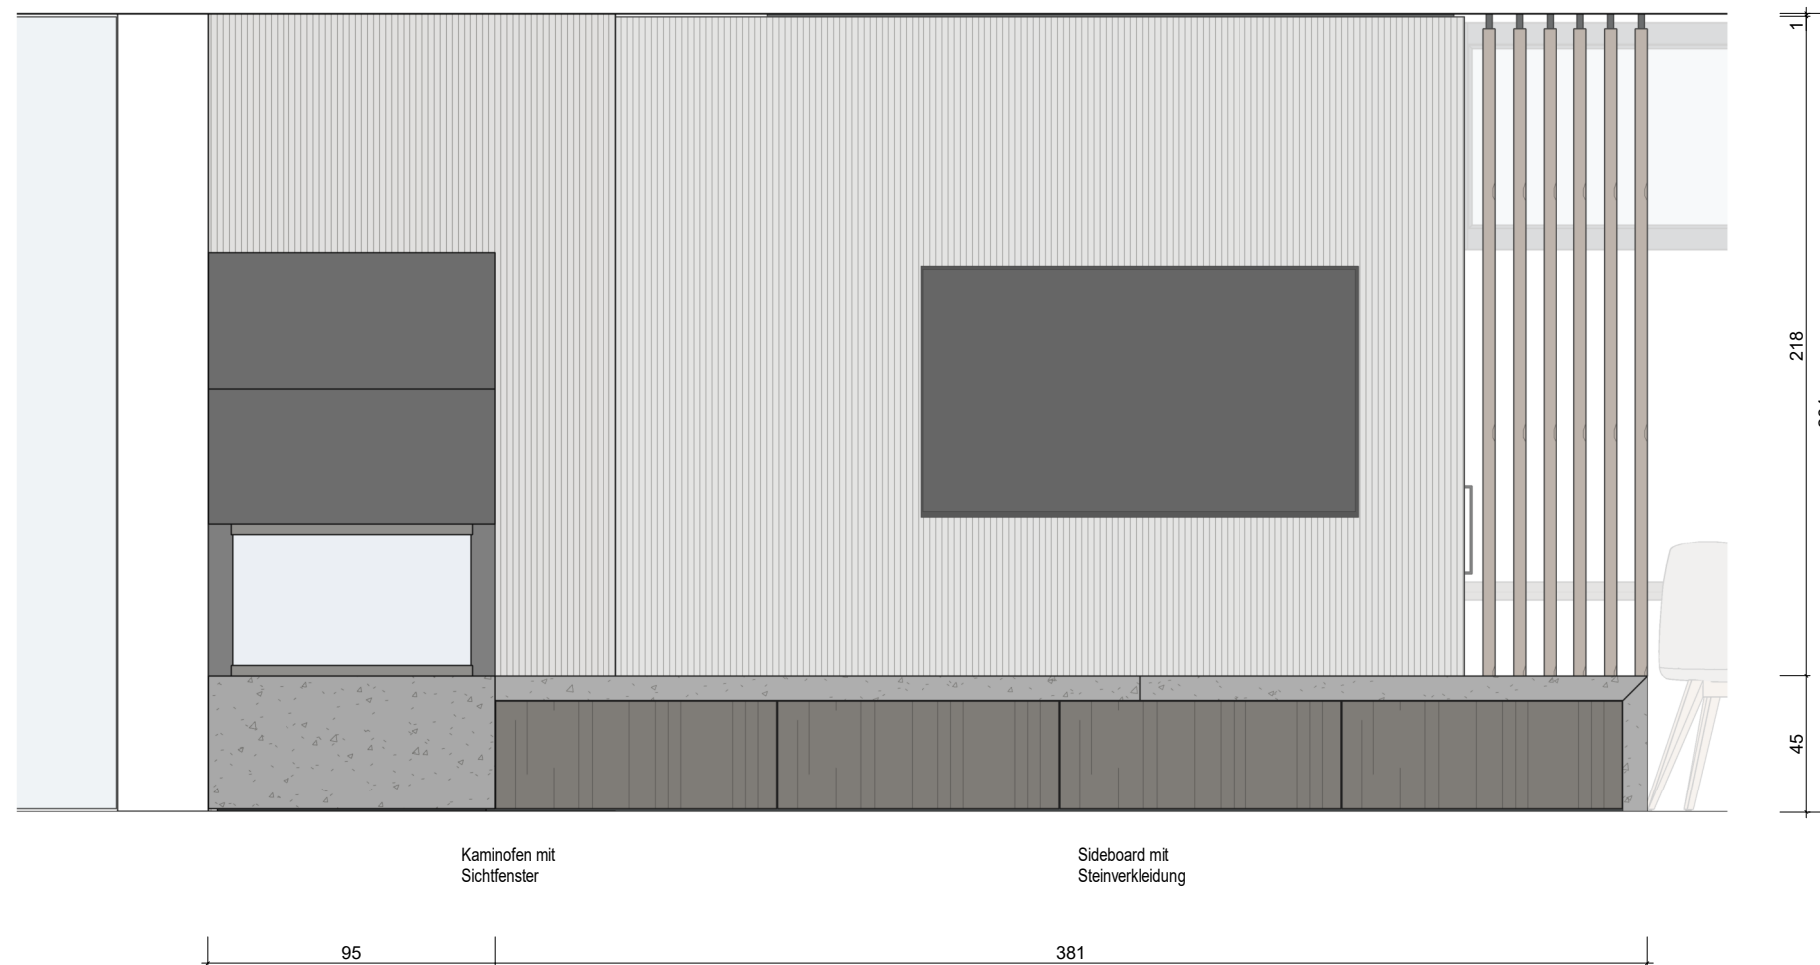 1
218
45
Kaminofen mit
Sichtfenster
Sideboard mit
Steinverkleidung
95
381